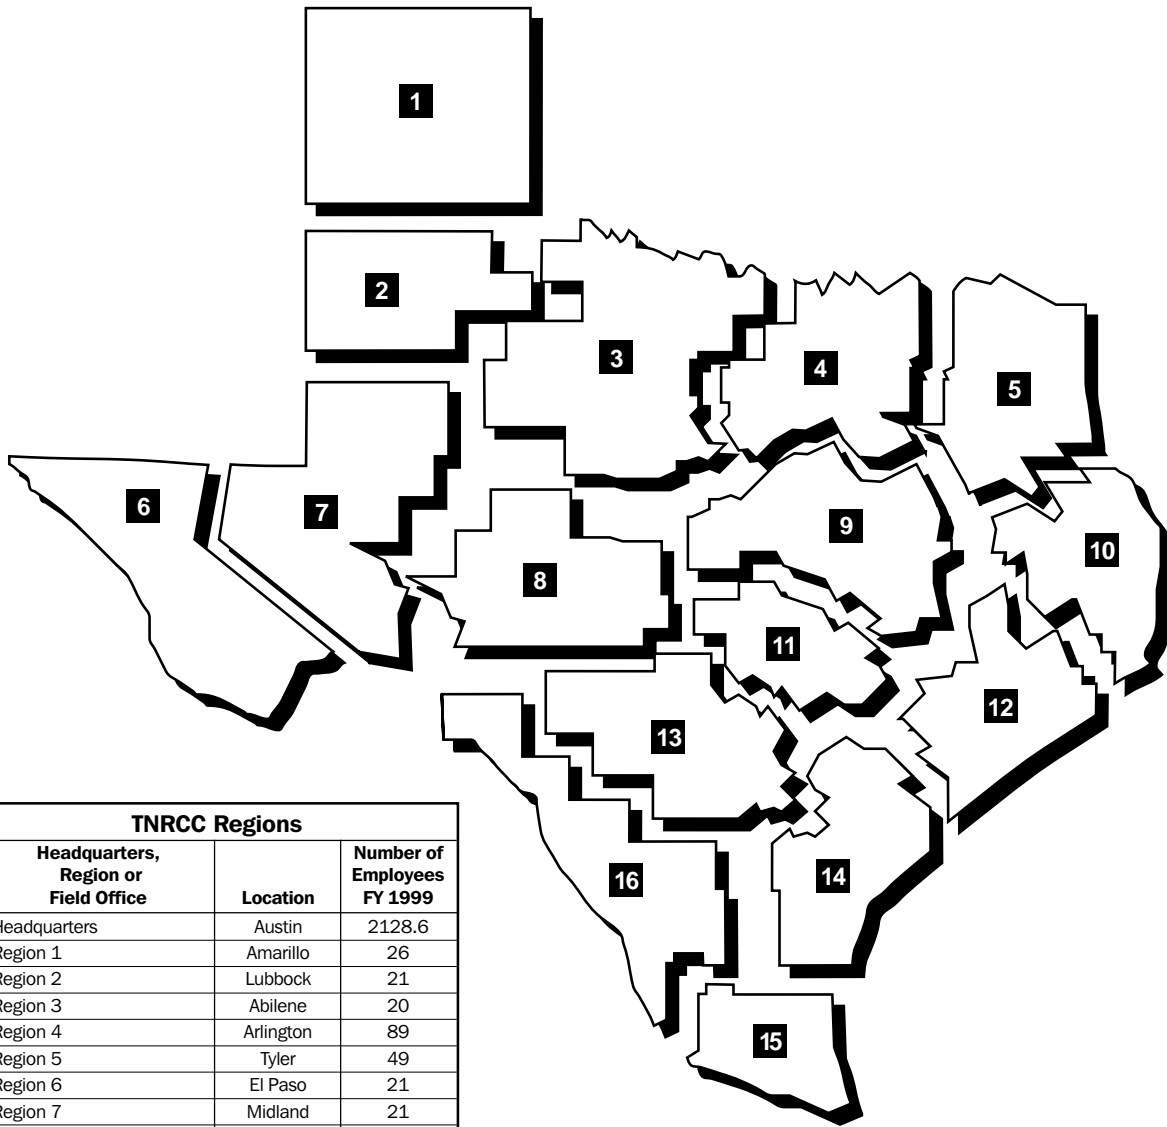 1
2
3
4
5
6
7
8
9
10
11
12
13
14
15
16
TNRCC Regions
Headquarters,
Region or
Field Office
Location
Number of
Employees
FY 1999
Headquarters Austin 2128.6
Region 1 Amarillo 26
Region 2 Lubbock 21
Region 3 Abilene 20
Region 4 Arlington 89
Region 5 Tyler 49
Region 6 El Paso 21
Region 7 Midland 21